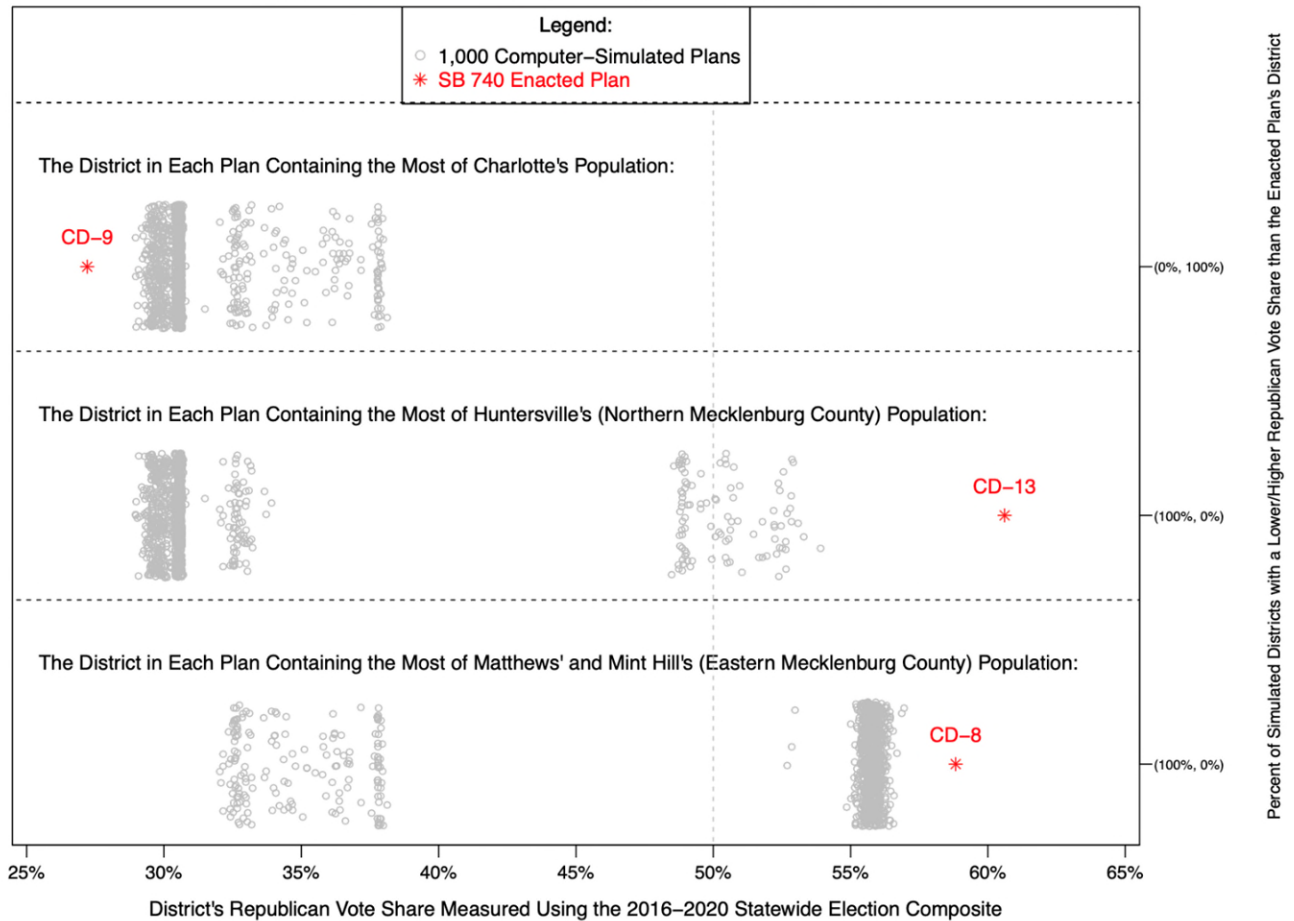 Legend:
1,000 Computer–Simulated Plans
SB 740 Enacted Plan
The District in Each Plan Containing the Most of Charlotte's Population:
CD–9
(0%, 100%)
The District in Each Plan Containing the Most of Huntersville's (Northern Mecklenburg County) Population:
CD–13
(100%, 0%)
The District in Each Plan Containing the Most of Matthews' and Mint Hill's (Eastern Mecklenburg County) Population:
CD–8
(100%, 0%)
25% 30% 35% 40% 45% 50% 55% 60% 65%
District's Republican Vote Share Measured Using the 2016–2020 Statewide Election Composite
Percent of Simulated Districts with a Lower/Higher Republican Vote Share than the Enacted Plan's District